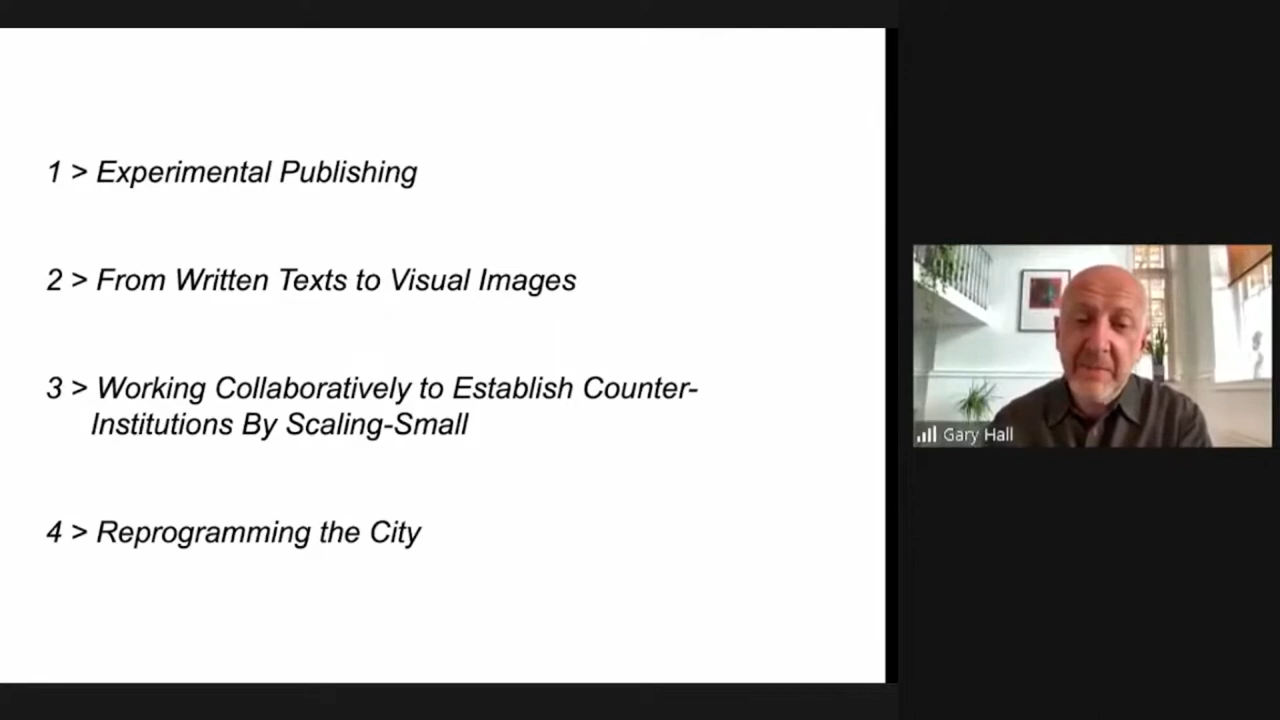 1 > Experimental Publishing
2 > From Written Texts to Visual Images
3 > Working Collaboratively to Establish Counter-
Institutions By Scaling-Small
4 > Reprogramming the City
Gary Hall